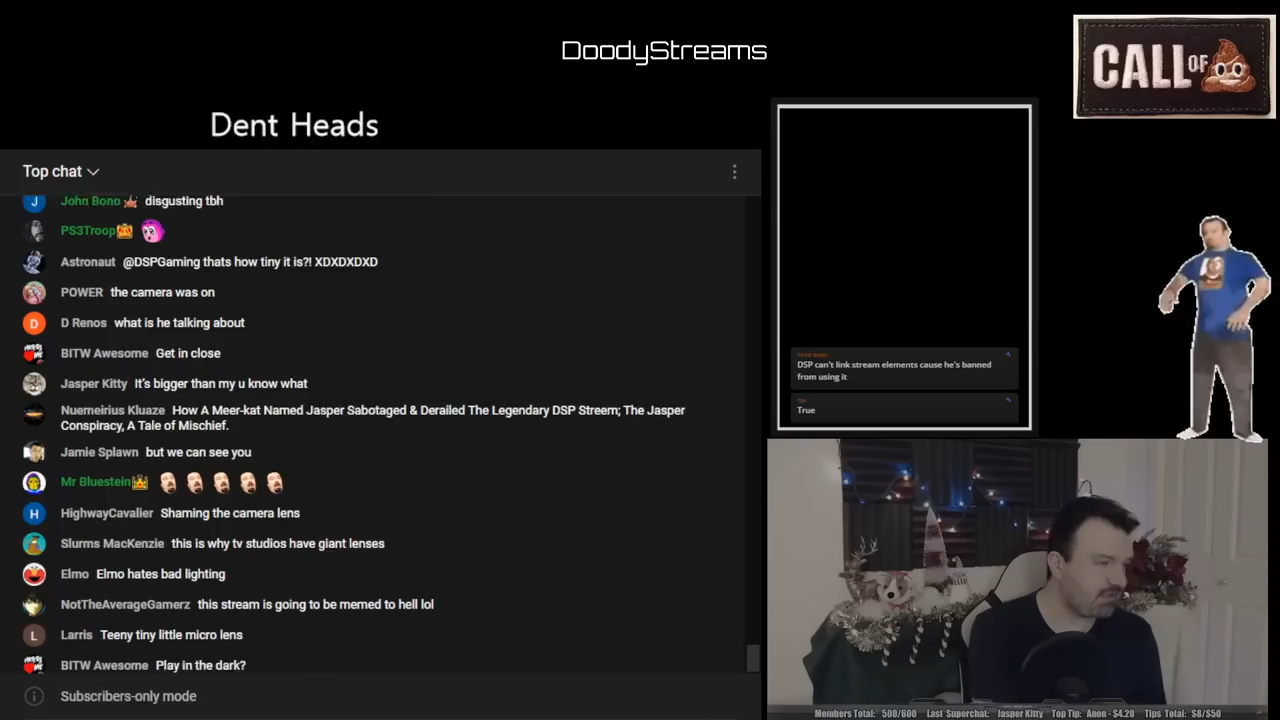 DoodyStreams
CALL OF
Dent Heads
Top chat
John Bono disgusting tbh
PS3Troop
Astronaut @DSPGaming thats how tiny it is?! XDXDXDXD
POWER the camera was on
D Renos what is he talking about
BITW Awesome Get in close
Jasper Kitty It's bigger than my u know what
Nuemeirius Kluaze How A Meer-kat Named Jasper Sabotaged & Derailed The Legendary DSP Streem; The Jasper
Conspiracy, A Tale of Mischief.
Jamie Splawn but we can see you
Mr Bluestein
HighwayCavalier Shaming the camera lens
Slurms MacKenzie this is why tv studios have giant lenses
Elmo Elmo hates bad lighting
NotTheAverageGamerz this stream is going to be memed to hell lol
Larris Teeny tiny little micro lens
BITW Awesome Play in the dark?
Subscribers-only mode
DSP can't link stream elements cause he's banned
from using it
True
Members Total: 500/600 Last Superchat: Jasper Kitty Top Tip: Anon - $4.20 Tips Total: $8/$50